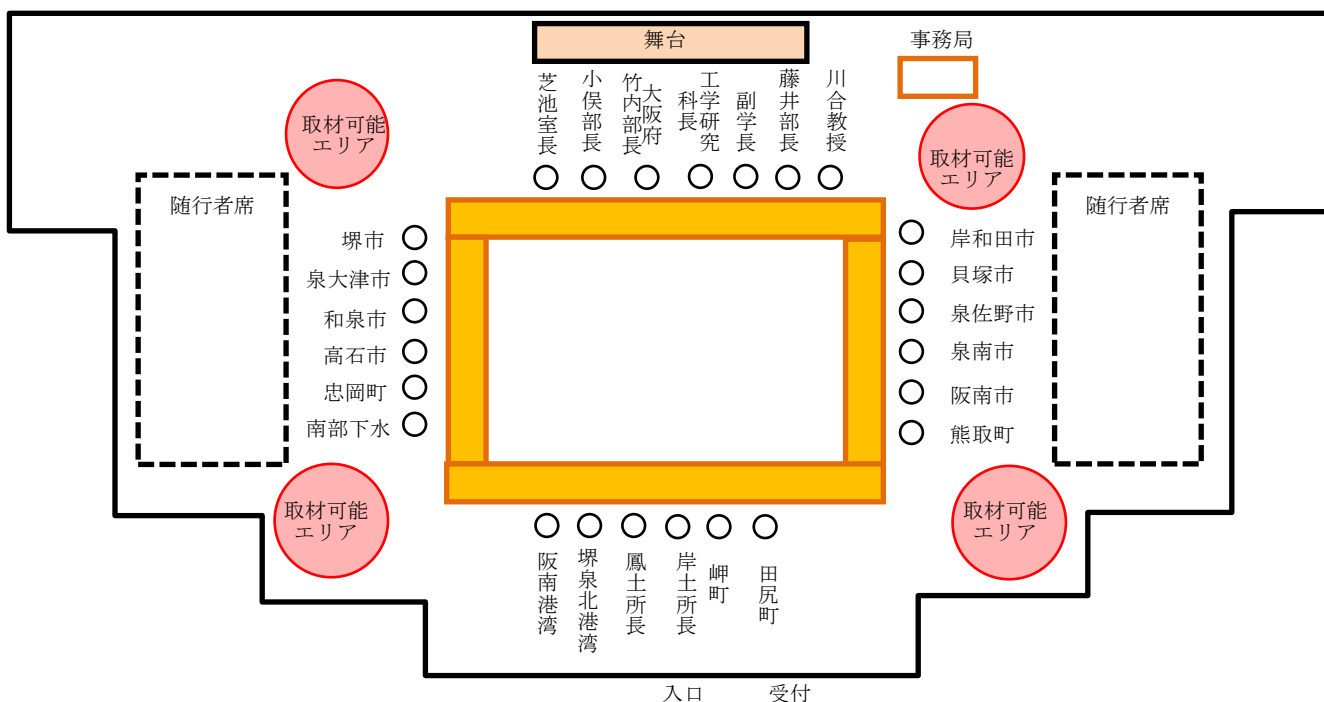 舞台
事務局
芝池室長
小俣部長
大阪府
竹内部長
工学研究
科長
副学長
藤井部長
川合教授
取材可能
エリア
取材可能
エリア
随行者席
随行者席
堺市
泉大津市
和泉市
高石市
忠岡町
南部下水
岸和田市
貝塚市
泉佐野市
泉南市
阪南市
熊取町
取材可能
エリア
取材可能
エリア
阪南港湾
堺泉北港湾
鳳土所長
岸土所長
岬町
田尻町
入口
受付